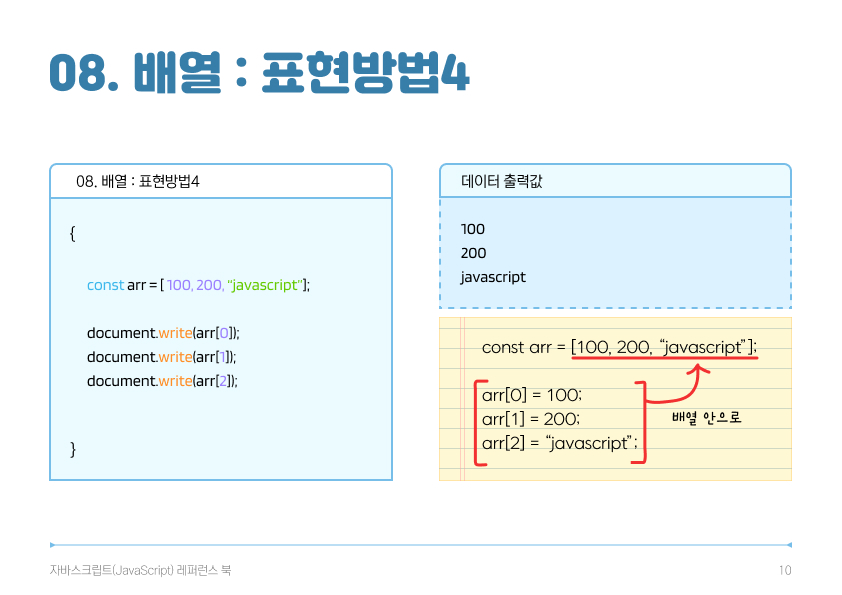 08. 배열 : 표현방법4
08. 배열 : 표현방법4
{
const arr = [ 100, 200, “javascript”];
document.write(arr[0]);
document.write(arr[1]);
document.write(arr[2]);
}
데이터 출력값
100
200
javascript
const arr = [100, 200, “javascript”];
arr[0] = 100;
arr[1] = 200;
arr[2] = “javascript”;
배열 안으로
자바스크립트(JavaScript) 레퍼런스 북
10